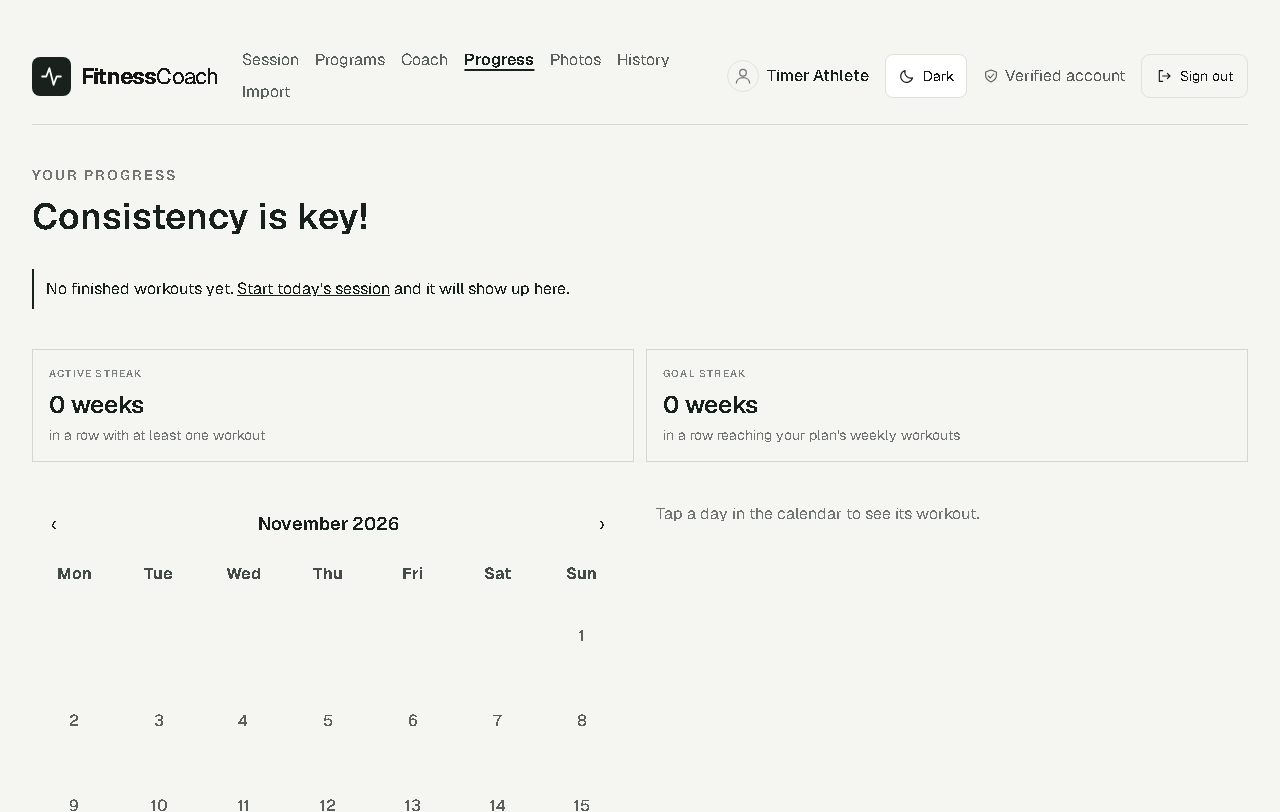 FitnessCoach
Session Programs Coach Progress Photos History
Import
Timer Athlete
Dark
Verified account
Sign out
YOUR PROGRESS
Consistency is key!
No finished workouts yet. Start today's session and it will show up here.
ACTIVE STREAK
0 weeks
in a row with at least one workout
GOAL STREAK
0 weeks
in a row reaching your plan's weekly workouts
‹ November 2026 ›
Mon Tue Wed Thu Fri Sat Sun
1
2 3 4 5 6 7 8
9 10 11 12 13 14 15
Tap a day in the calendar to see its workout.